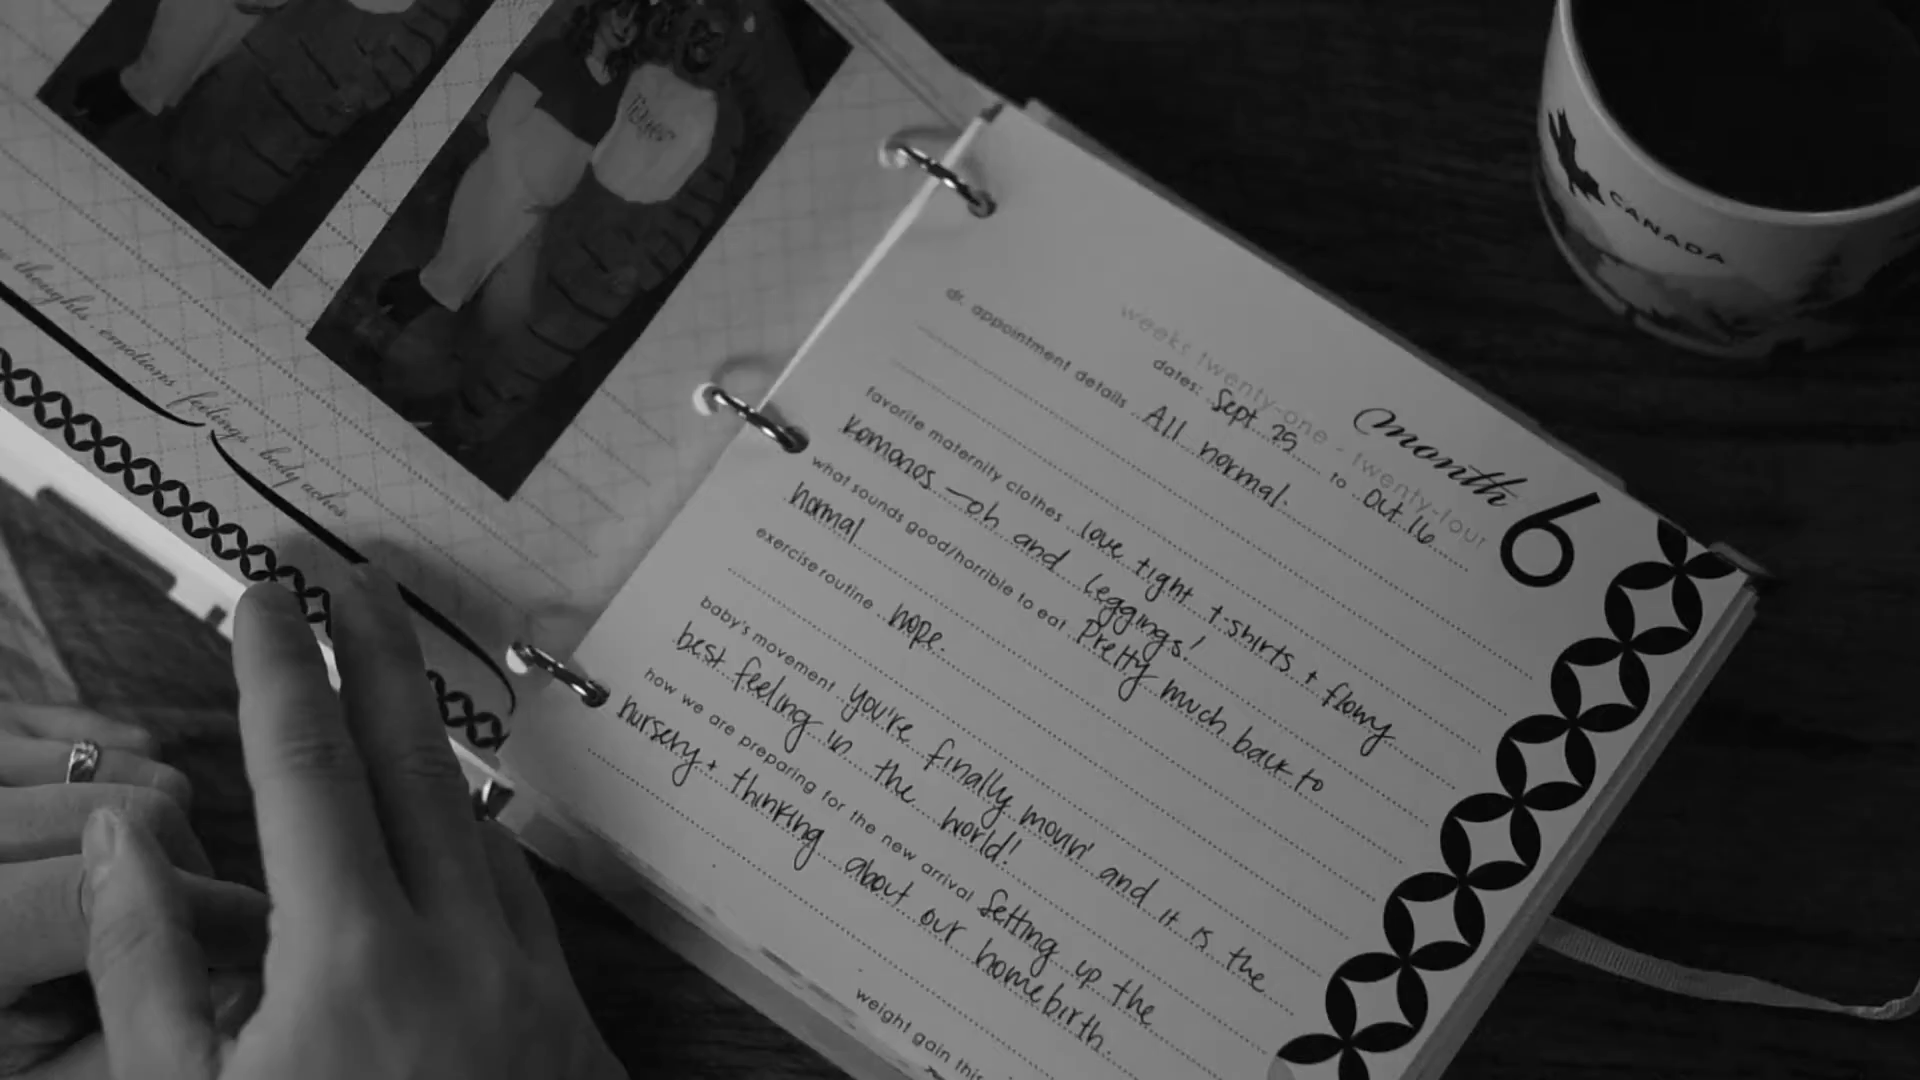 thoughts, emotions, feelings, body aches
CANADA
month 6
weeks twenty-one - twenty-four
dates: Sept 25 to Oct 16
dr. appointment details All normal.
favorite maternity clothes love tight t-shirts + flowy
komonos - oh and leggings!
what sounds good/horrible to eat Pretty much back to
normal
exercise routine nope.
baby's movement you're finally movin' and it is the
best feeling in the world!
how we are preparing for the new arrival Setting up the
nursery + thinking about our homebirth.
weight gain this